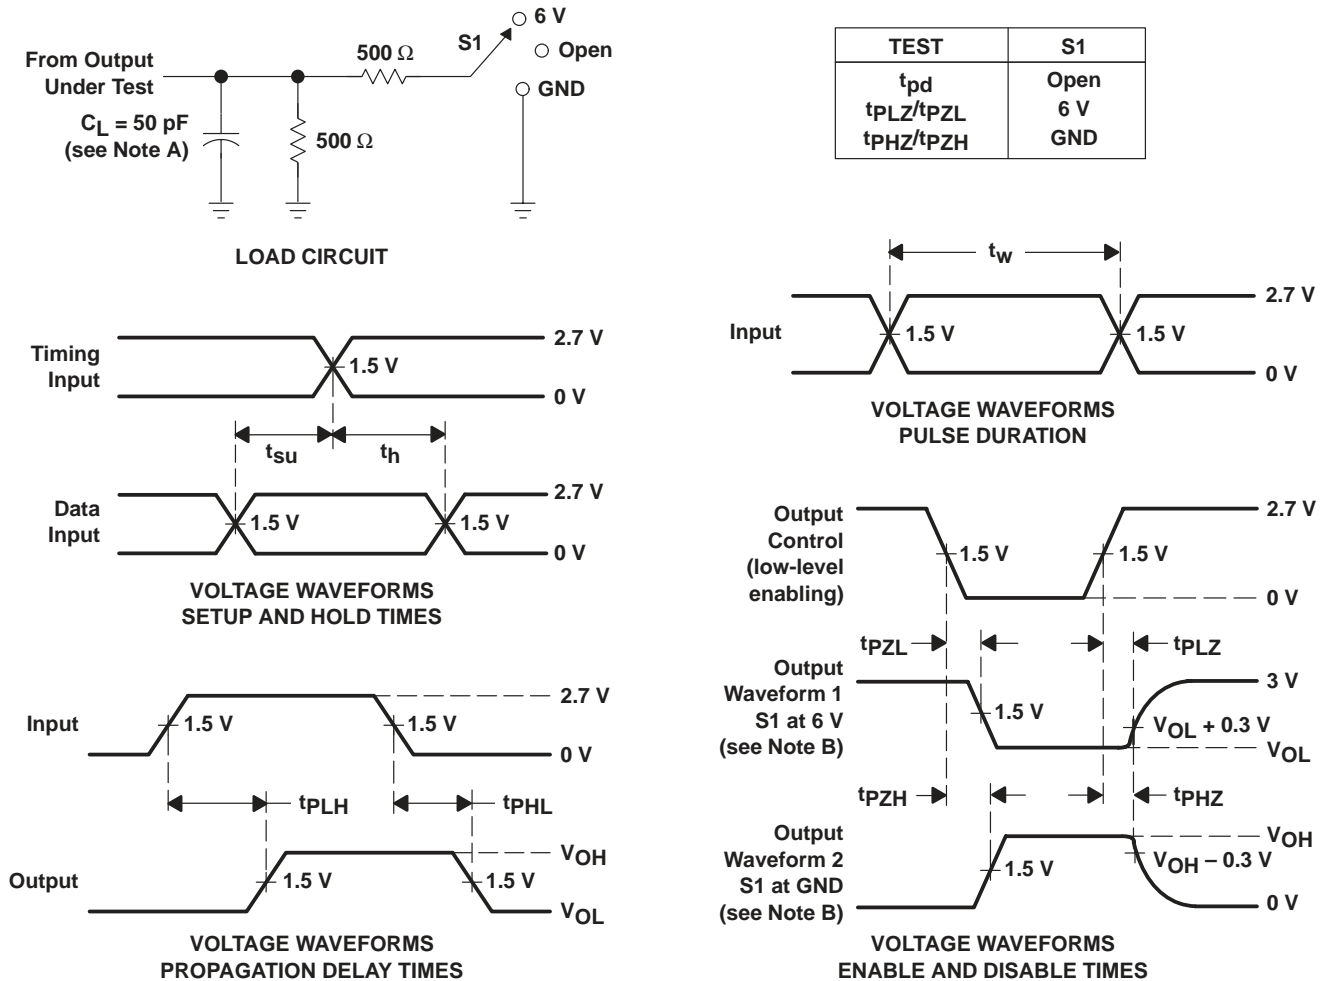 From Output
Under Test
CL = 50 pF
(see Note A)
500 Ω
500 Ω
S1
6 V
Open
GND
LOAD CIRCUIT
TEST S1
tpd Open
tPLZ/tPZL 6 V
tPHZ/tPZH GND
tw
Input
1.5 V
1.5 V
2.7 V
0 V
VOLTAGE WAVEFORMS
PULSE DURATION
Timing
Input
1.5 V
2.7 V
0 V
tsu
th
Data
Input
1.5 V
1.5 V
2.7 V
0 V
VOLTAGE WAVEFORMS
SETUP AND HOLD TIMES
Input
1.5 V
1.5 V
2.7 V
0 V
tPLH
tPHL
Output
1.5 V
1.5 V
VOH
VOL
VOLTAGE WAVEFORMS
PROPAGATION DELAY TIMES
Output
Control
(low-level
enabling)
1.5 V
1.5 V
2.7 V
0 V
tPZL
tPLZ
Output
Waveform 1
S1 at 6 V
(see Note B)
1.5 V
3 V
VOL + 0.3 V
VOL
tPZH
tPHZ
Output
Waveform 2
S1 at GND
(see Note B)
1.5 V
VOH
VOH − 0.3 V
0 V
VOLTAGE WAVEFORMS
ENABLE AND DISABLE TIMES